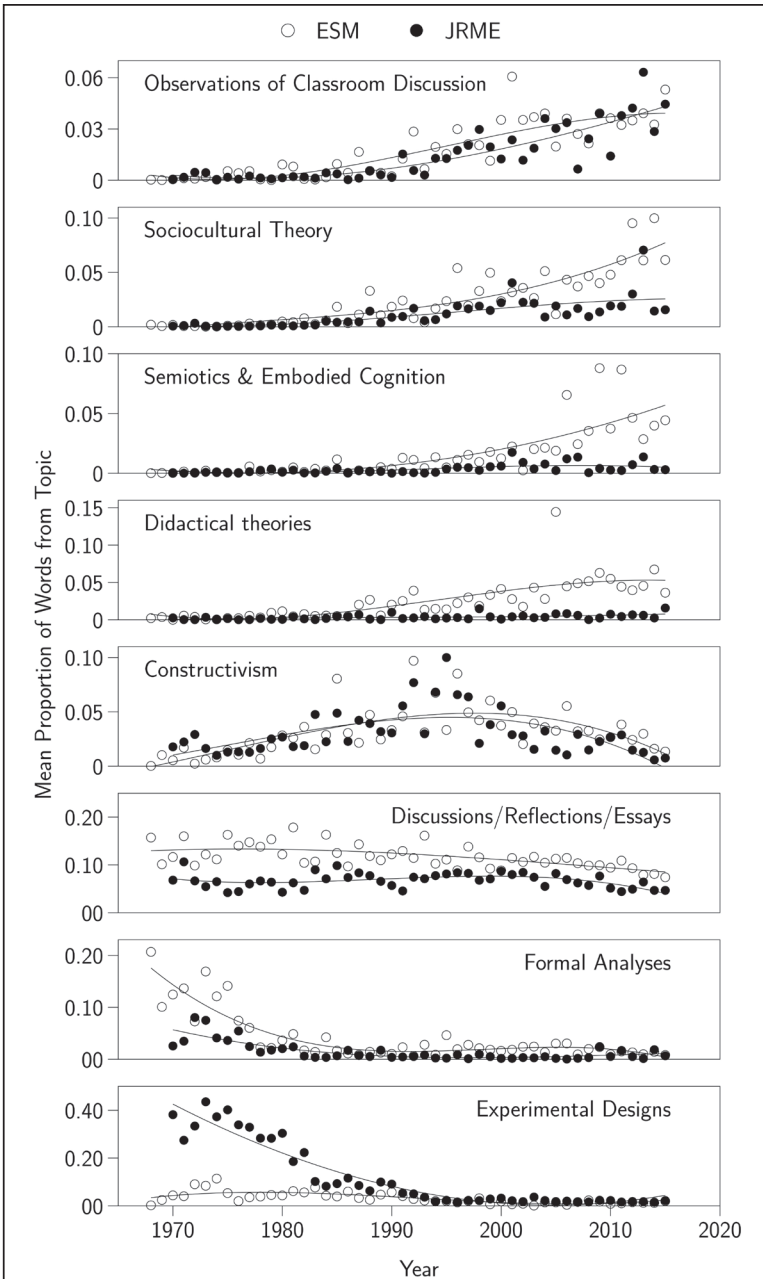 ESM JRME
Observations of Classroom Discussion
0.06
0.03
0
Sociocultural Theory
0.10
0.05
0
Semiotics & Embodied Cognition
0.10
0.05
0
Didactical theories
0.15
0.10
0.05
0
Constructivism
0.10
0.05
0
Discussions/Reflections/Essays
0.20
0.10
00
Formal Analyses
0.20
0.10
00
Experimental Designs
0.40
0.20
00
Mean Proportion of Words from Topic
1970 1980 1990 2000 2010 2020
Year